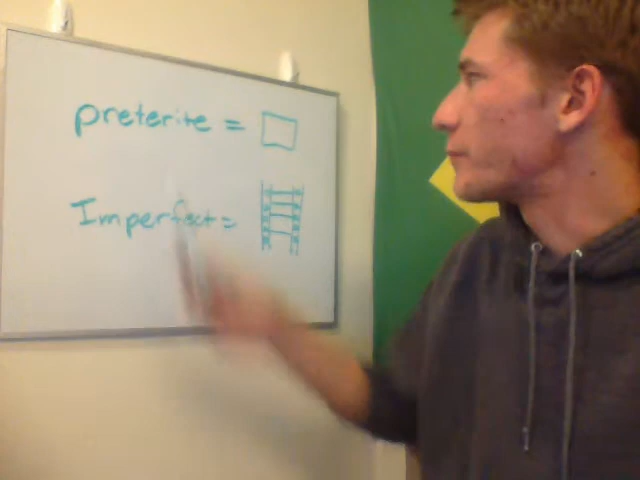 preterite =
Imperfect =